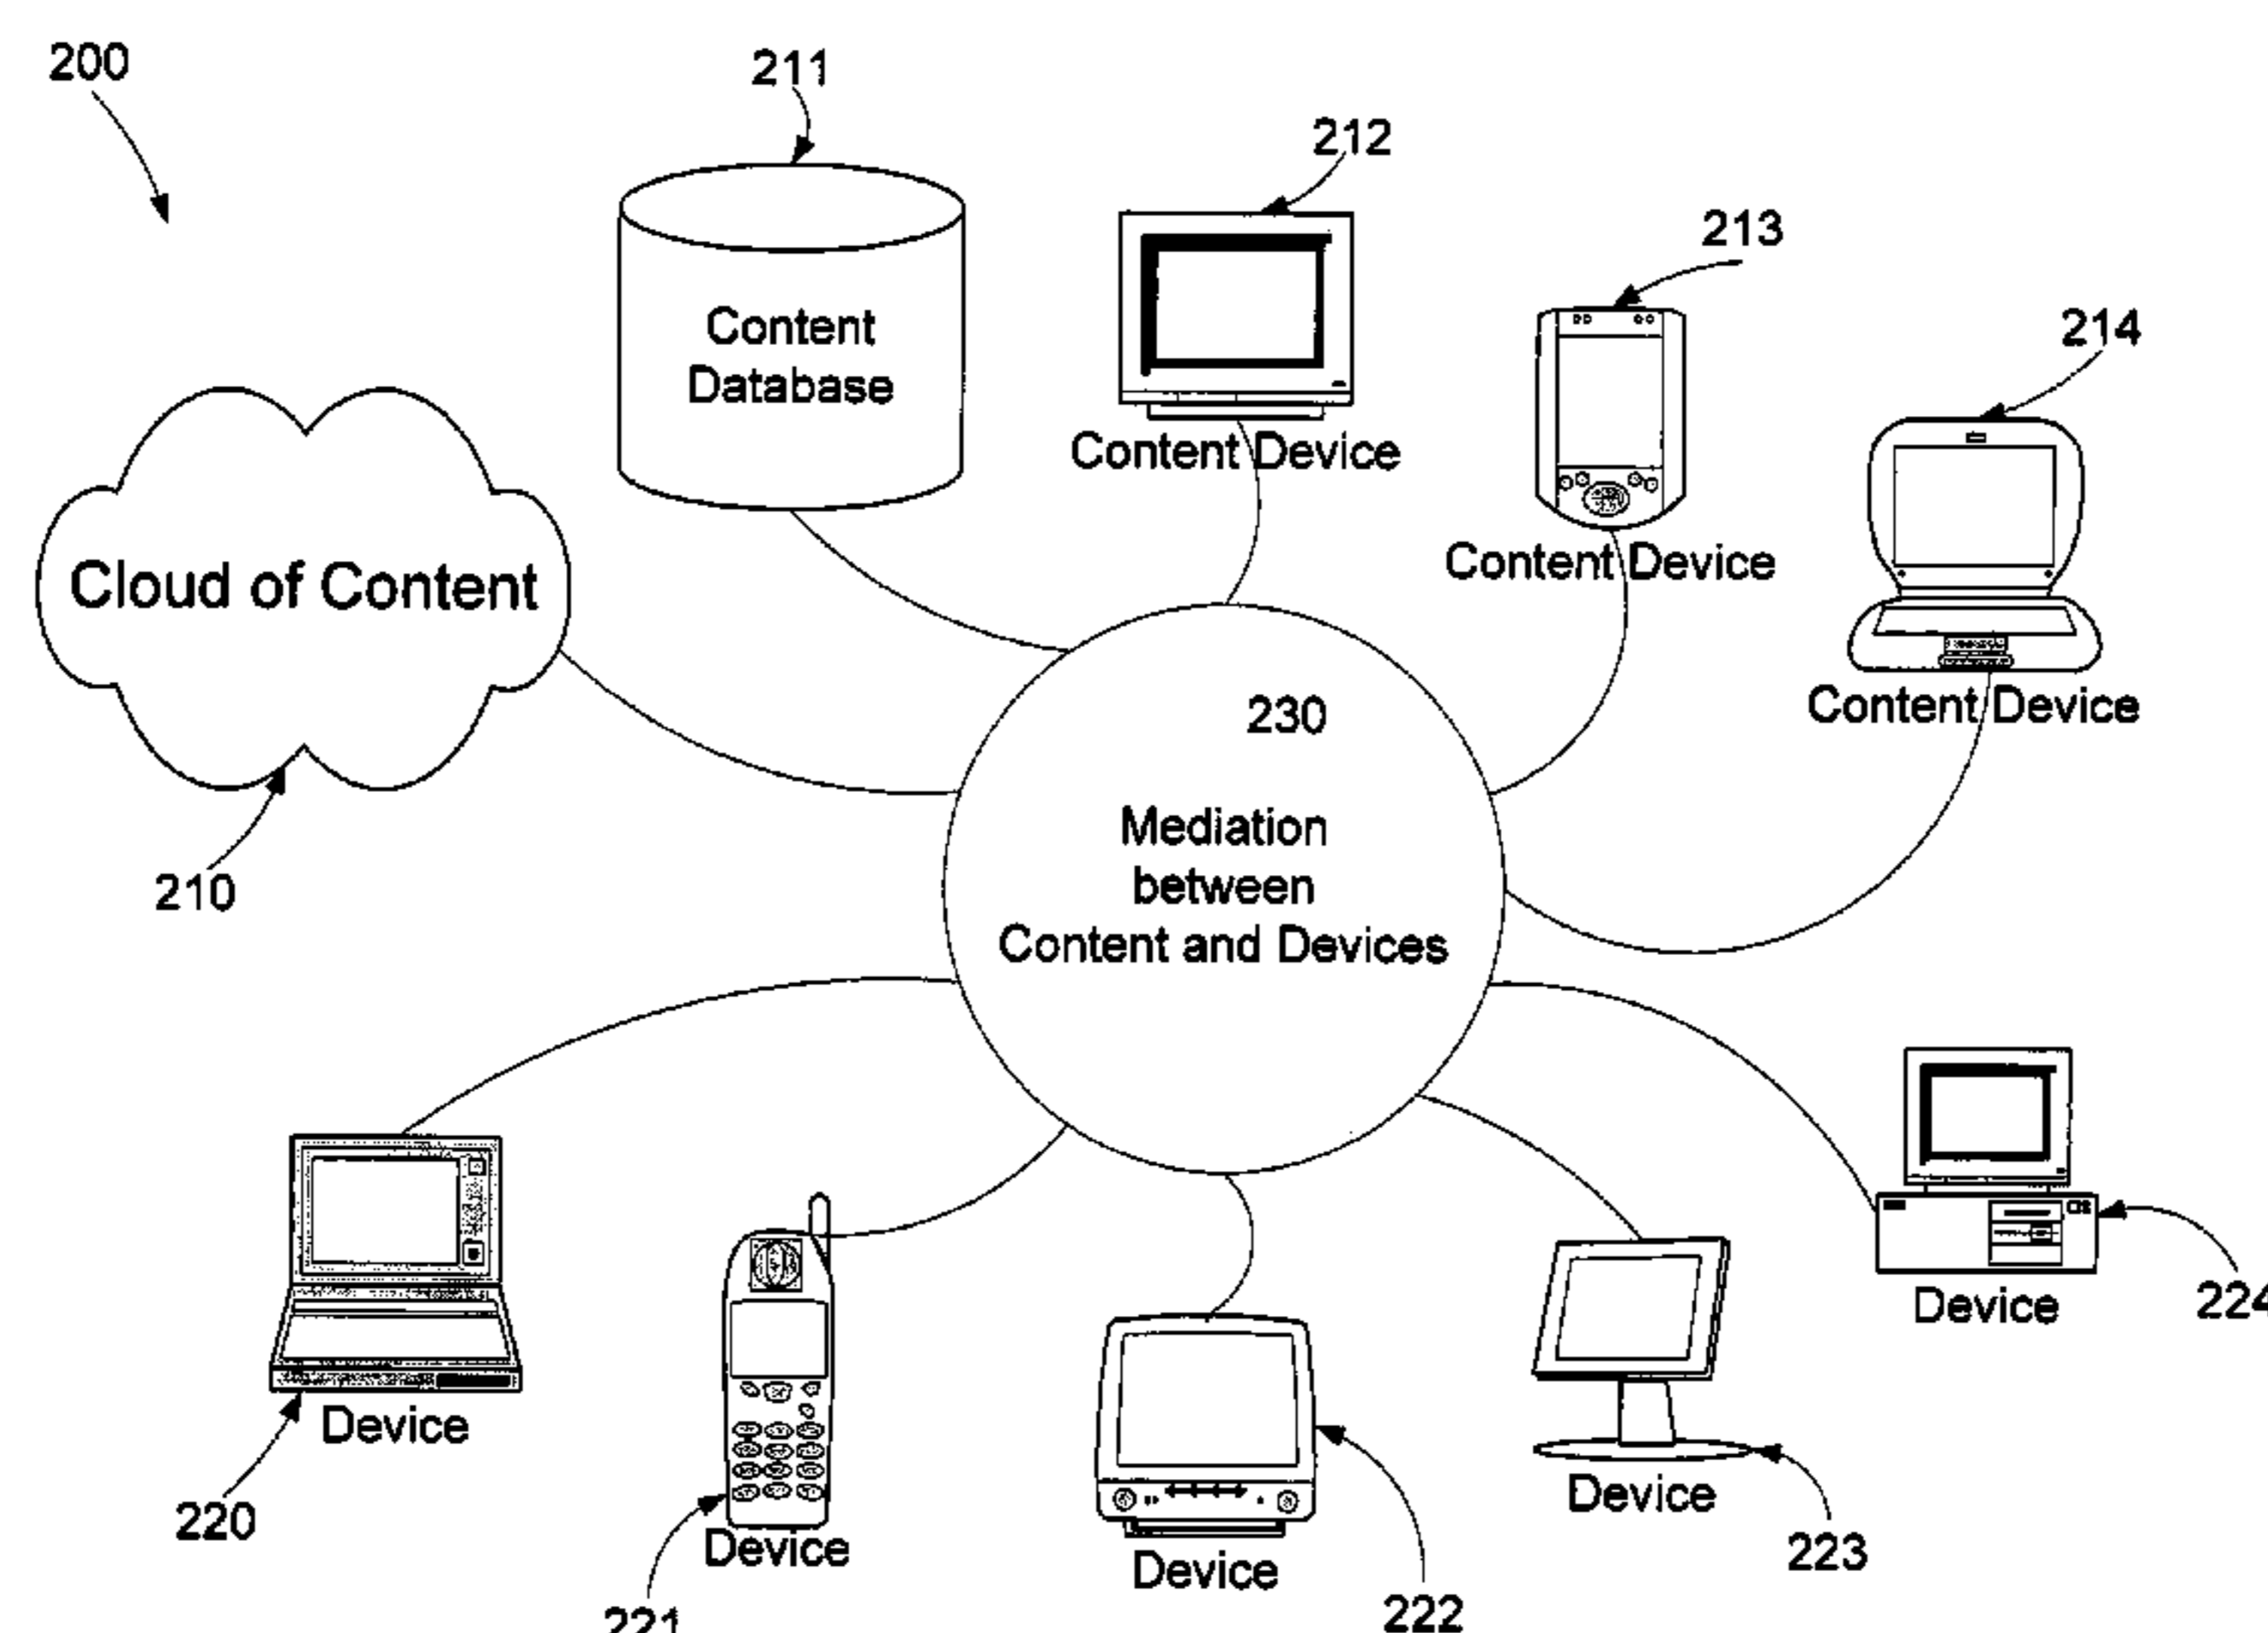 200
211
212
213
214
Content
Database
Content Device
Content Device
Content Device
Cloud of Content
210
230
Mediation
between
Content and Devices
Device
220
Device
221
Device
222
Device
223
Device
224